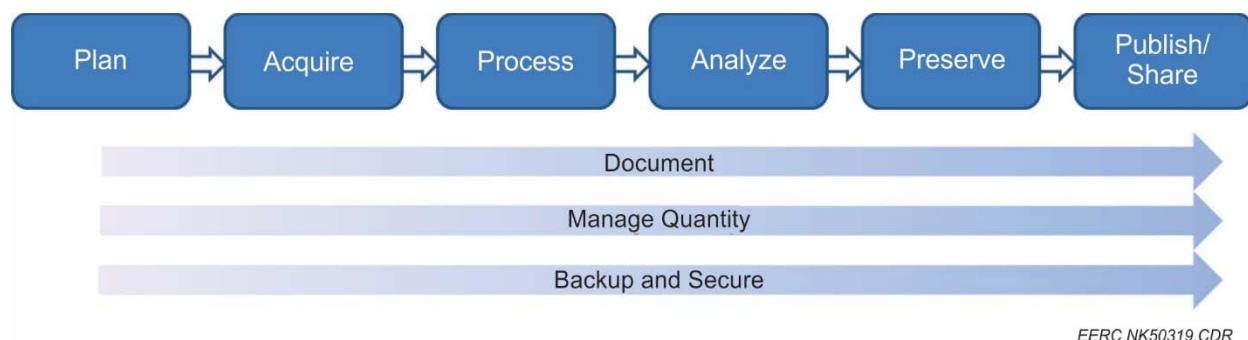 Plan
Acquire
Process
Analyze
Preserve
Publish/
Share
Document
Manage Quantity
Backup and Secure
EERC NK50319.CDR